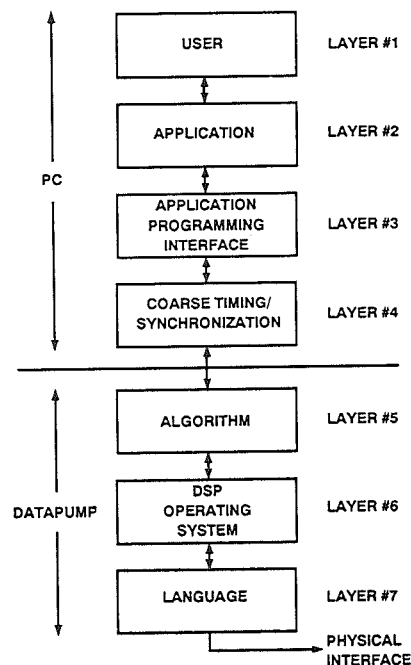 USER
LAYER #1
APPLICATION
LAYER #2
PC
APPLICATION
PROGRAMMING
INTERFACE
LAYER #3
COARSE TIMING/
SYNCHRONIZATION
LAYER #4
ALGORITHM
LAYER #5
DATAPUMP
DSP
OPERATING
SYSTEM
LAYER #6
LANGUAGE
LAYER #7
PHYSICAL
INTERFACE